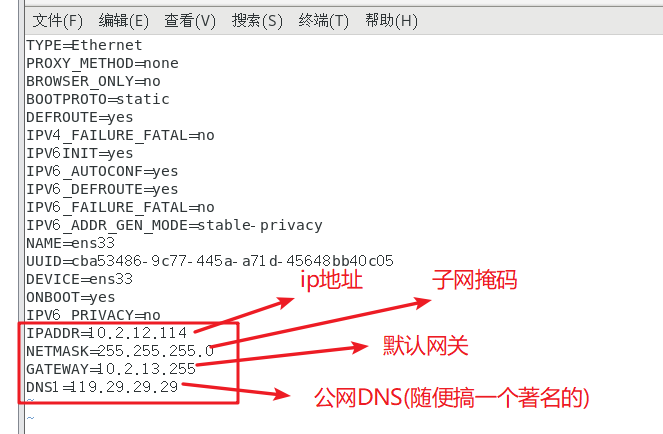 文件(F) 编辑(E) 查看(V) 搜索(S) 终端(T) 帮助(H)
TYPE=Ethernet
PROXY_METHOD=none
BROWSER_ONLY=no
BOOTPROTO=static
DEFROUTE=yes
IPV4_FAILURE_FATAL=no
IPV6INIT=yes
IPV6_AUTOCONF=yes
IPV6_DEFROUTE=yes
IPV6_FAILURE_FATAL=no
IPV6_ADDR_GEN_MODE=stable-privacy
NAME=ens33
UUID=cba53486-9c77-445a-a71d-45648bb40c05
DEVICE=ens33
ip地址
子网掩码
ONBOOT=yes
IPV6_PRIVACY=no
IPADDR=10.2.12.114
NETMASK=255.255.255.0
默认网关
GATEWAY=10.2.13.255
DNS1=119.29.29.29
公网DNS(随便搞一个著名的)
~
~